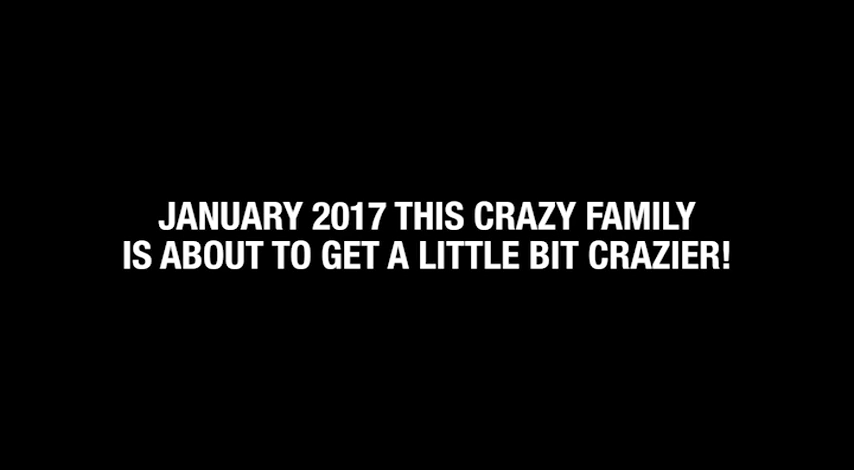 JANUARY 2017 THIS CRAZY FAMILY
IS ABOUT TO GET A LITTLE BIT CRAZIER!